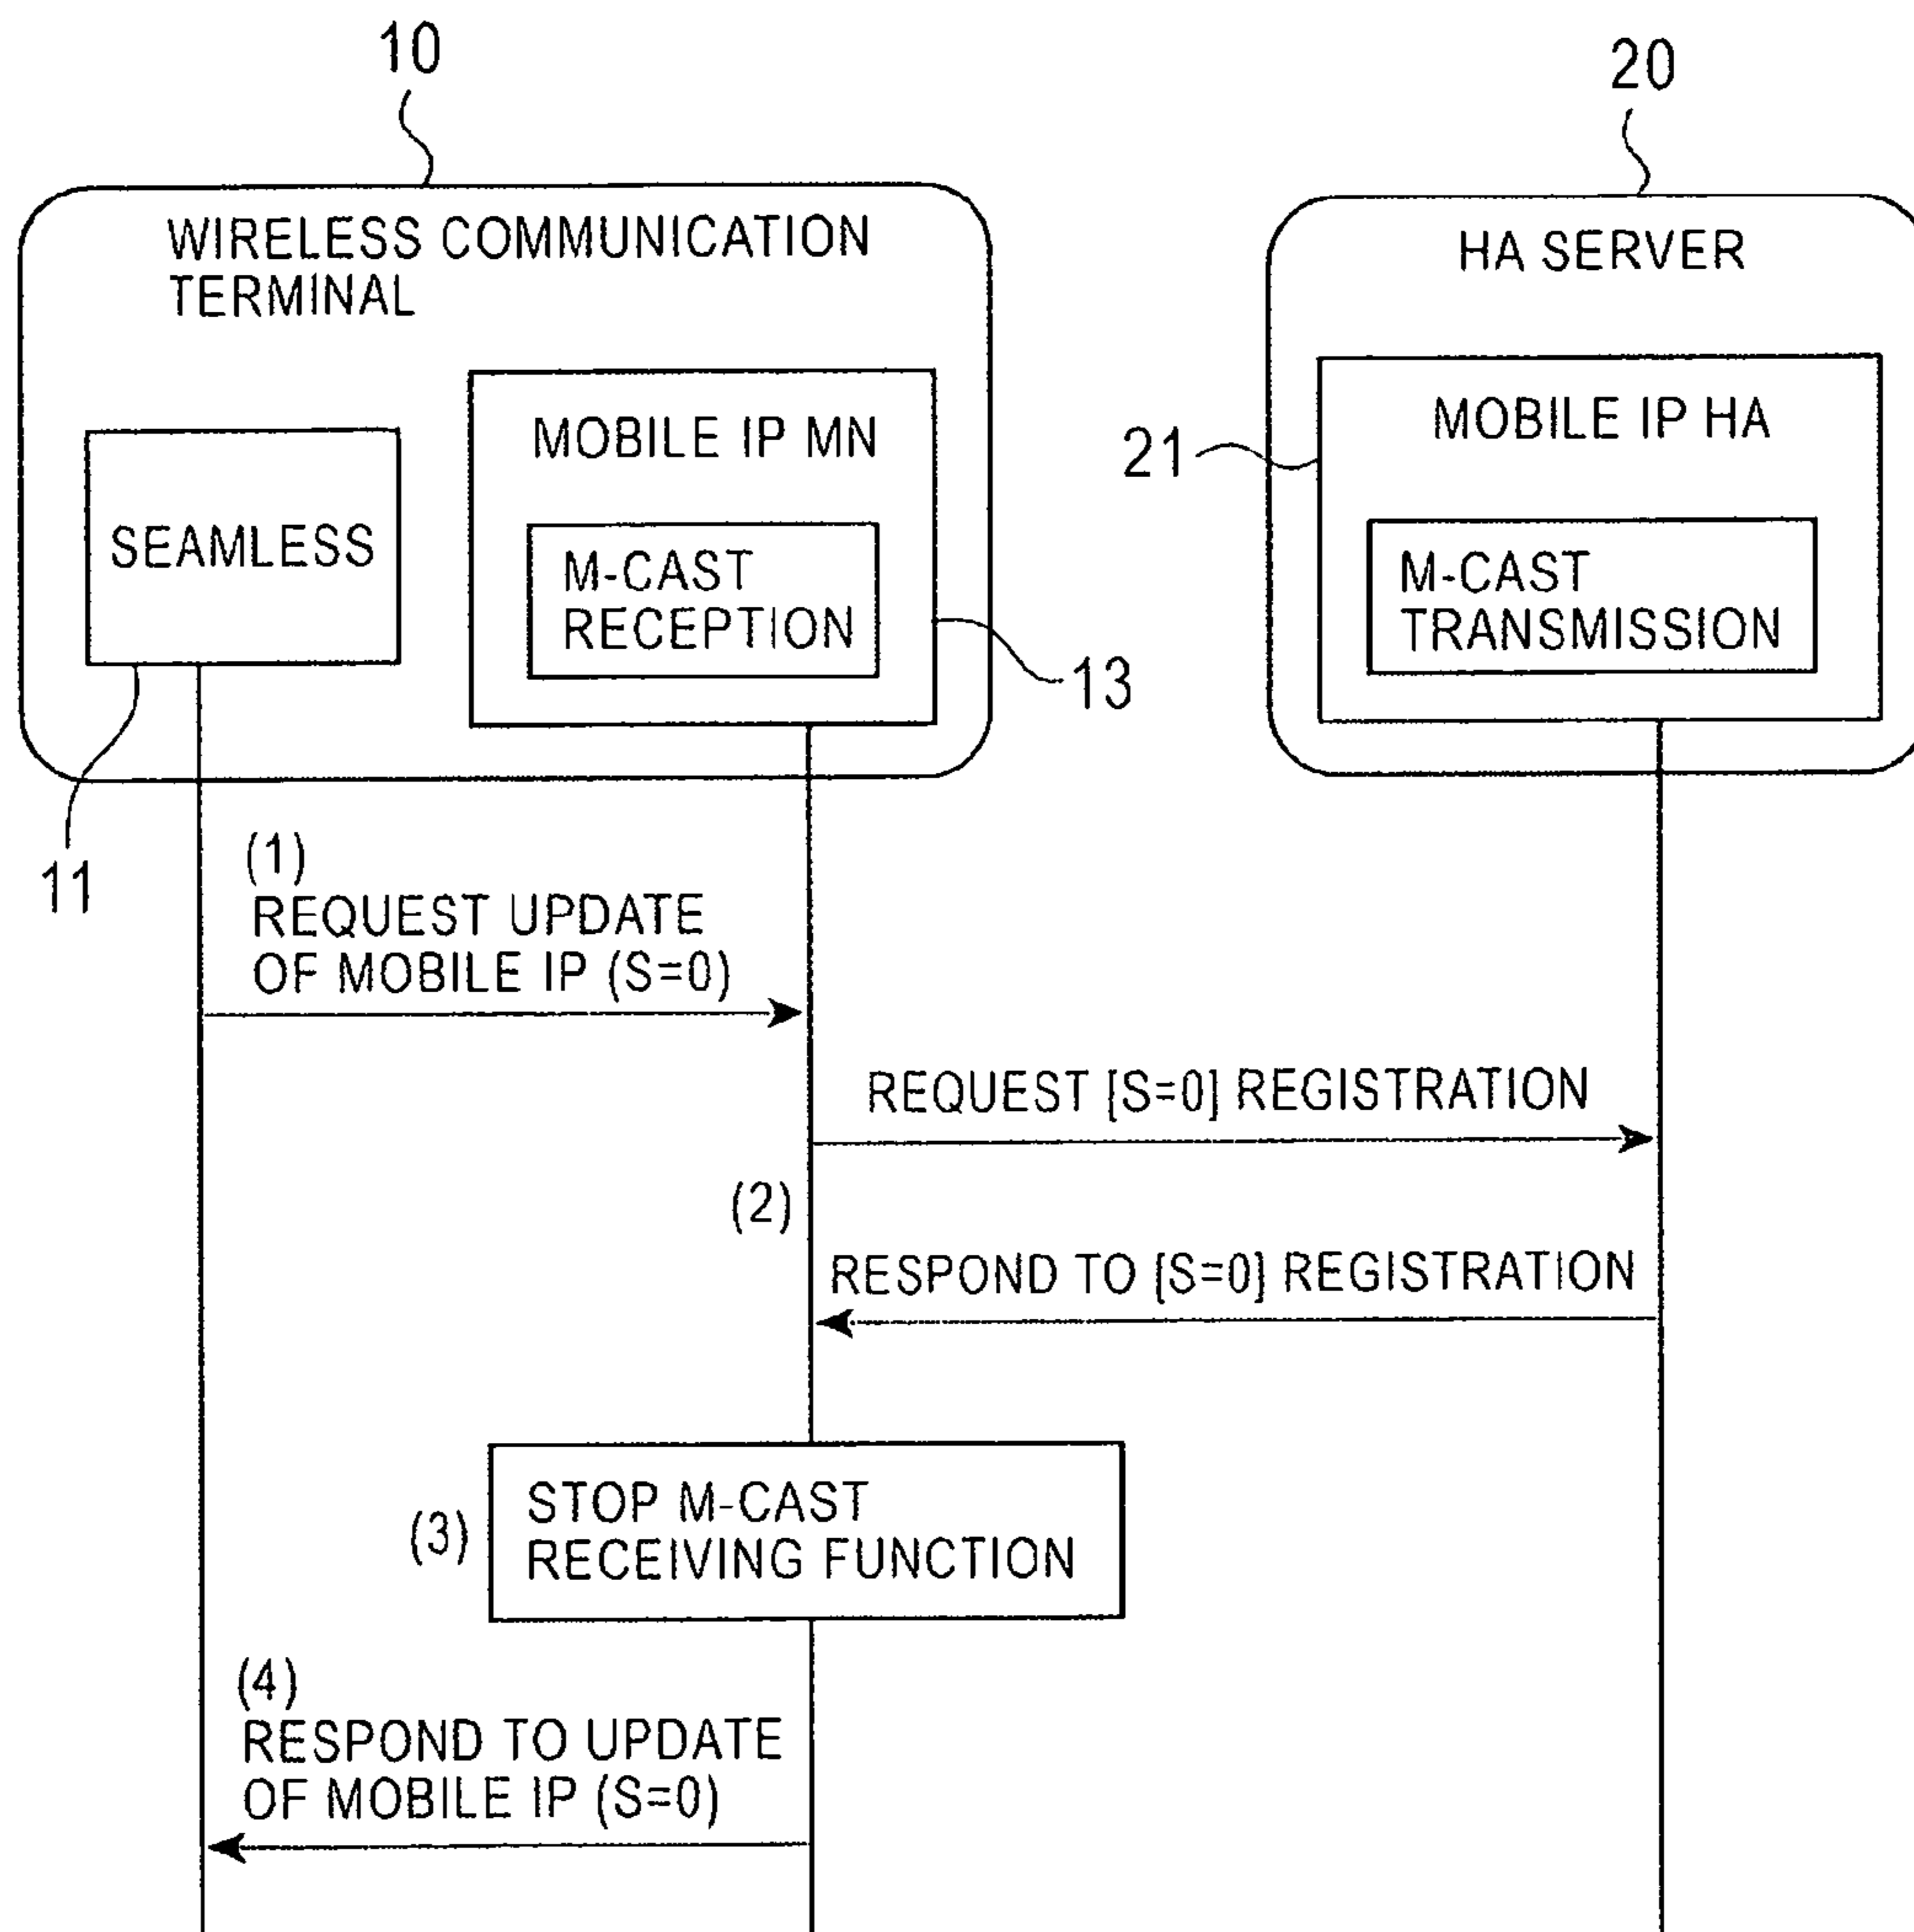 10
20
WIRELESS COMMUNICATION
TERMINAL
HA SERVER
SEAMLESS
MOBILE IP MN
M-CAST
RECEPTION
13
21
MOBILE IP HA
M-CAST
TRANSMISSION
11
(1)
REQUEST UPDATE
OF MOBILE IP (S=0)
REQUEST [S=0] REGISTRATION
(2)
RESPOND TO [S=0] REGISTRATION
(3)
STOP M-CAST
RECEIVING FUNCTION
(4)
RESPOND TO UPDATE
OF MOBILE IP (S=0)